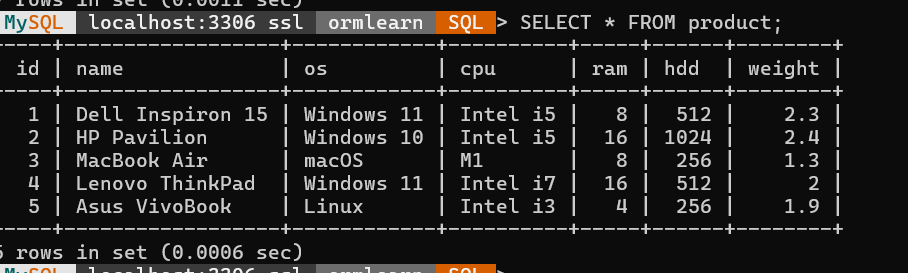 rows in set (0.0011 sec)
MySQL localhost:3306 ssl ormlearn SQL > SELECT * FROM product;
-----+--------------------+------------+----------+-----+------+--------+
id | name | os | cpu | ram | hdd | weight |
-----+--------------------+------------+----------+-----+------+--------+
1 | Dell Inspiron 15 | Windows 11 | Intel i5 | 8 | 512 | 2.3 |
2 | HP Pavilion | Windows 10 | Intel i5 | 16 | 1024 | 2.4 |
3 | MacBook Air | macOS | M1 | 8 | 256 | 1.3 |
4 | Lenovo ThinkPad | Windows 11 | Intel i7 | 16 | 512 | 2 |
5 | Asus VivoBook | Linux | Intel i3 | 4 | 256 | 1.9 |
-----+--------------------+------------+----------+-----+------+--------+
5 rows in set (0.0006 sec)
MySQL localhost:3306 ssl ormlearn SQL >